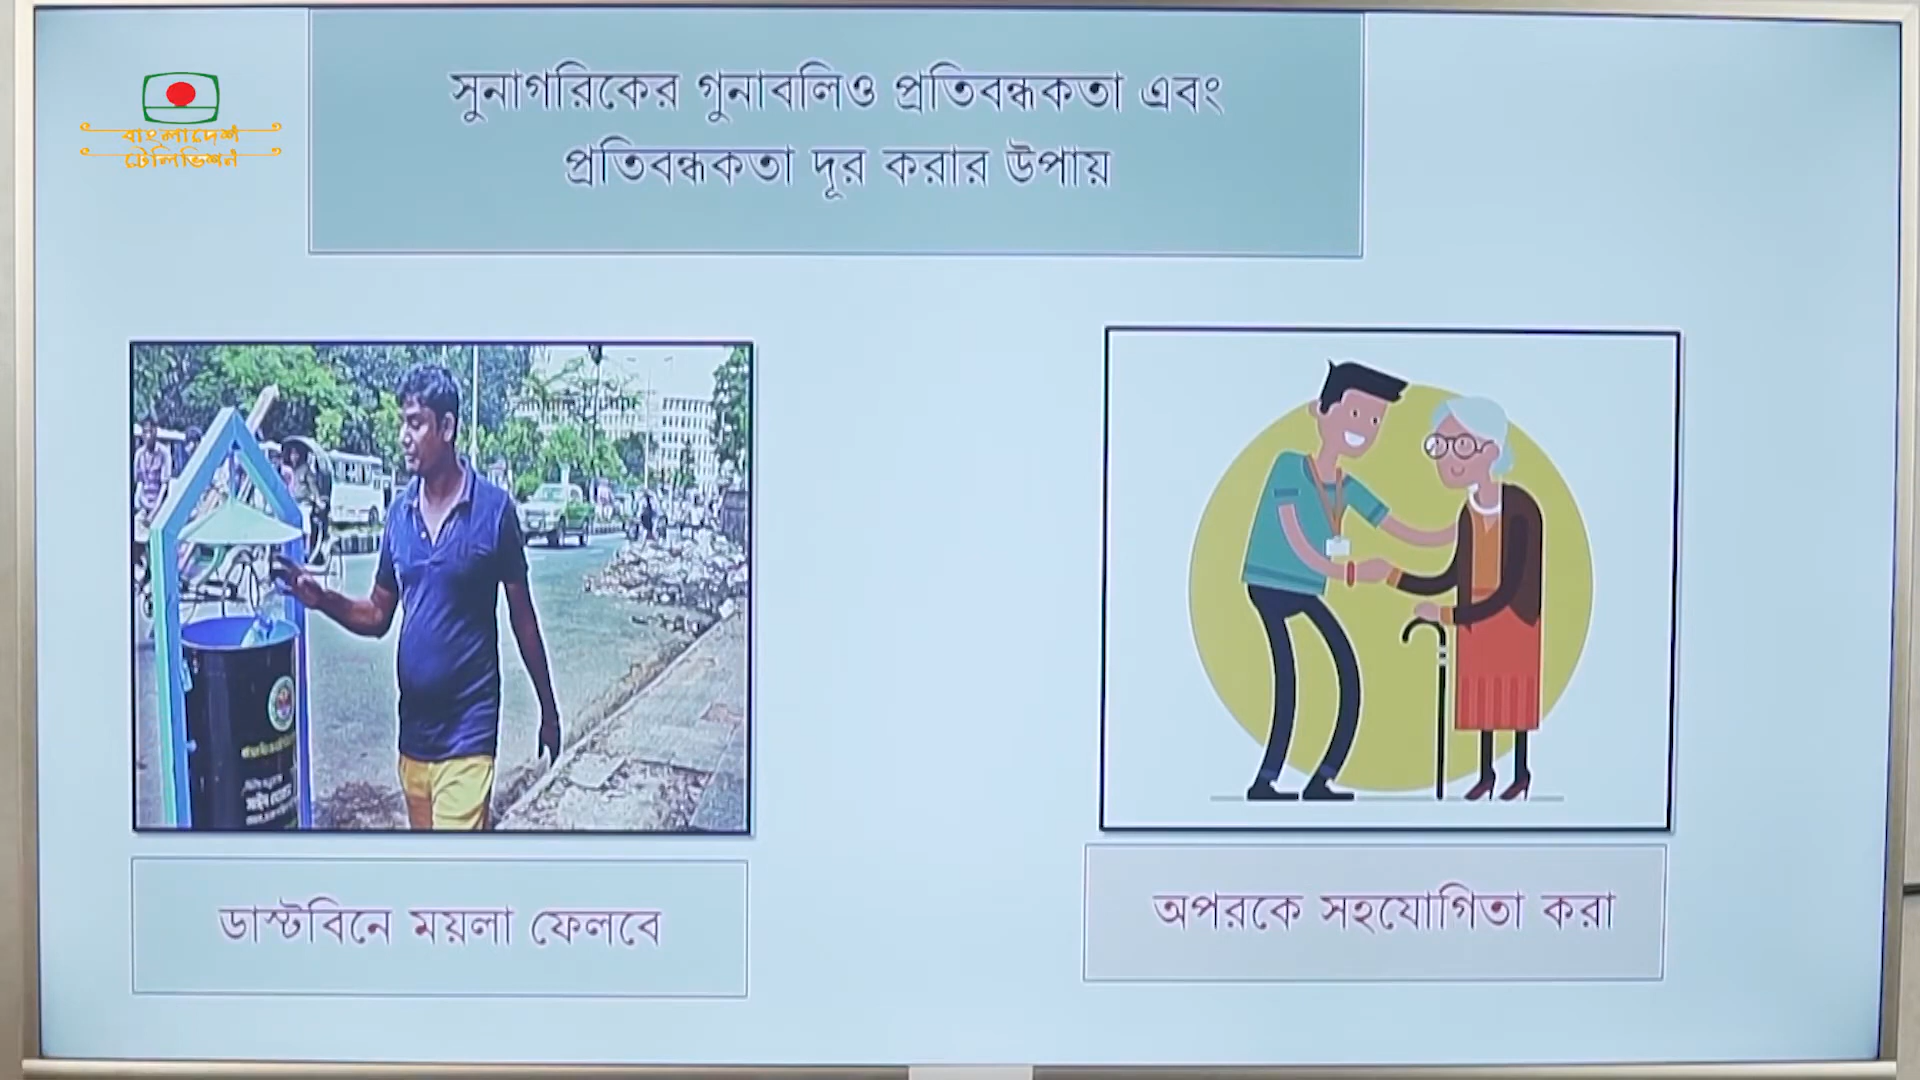 সুনাগরিকের গুনাবলিও প্রতিবন্ধকতা এবং
প্রতিবন্ধকতা দূর করার উপায়
বাংলাদেশ
টেলিভিশন
ডাস্টবিনে ময়লা ফেলবে
অপরকে সহযোগিতা করা